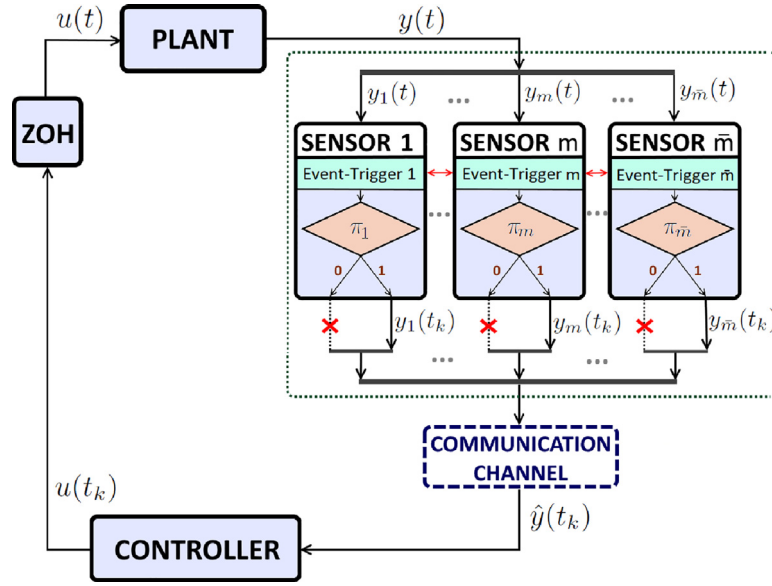 u(t)
PLANT
y(t)
y₁(t)
...
yₘ(t)
y_m̄(t)
ZOH
SENSOR 1
SENSOR m
SENSOR m̄
Event-Trigger 1
Event-Trigger m
Event-Trigger m̄
...
...
π₁
πₘ
π_m̄
0 1
0 1
0 1
y₁(tₖ)
yₘ(tₖ)
y_m̄(tₖ)
...
...
COMMUNICATION
CHANNEL
u(tₖ)
ŷ(tₖ)
CONTROLLER